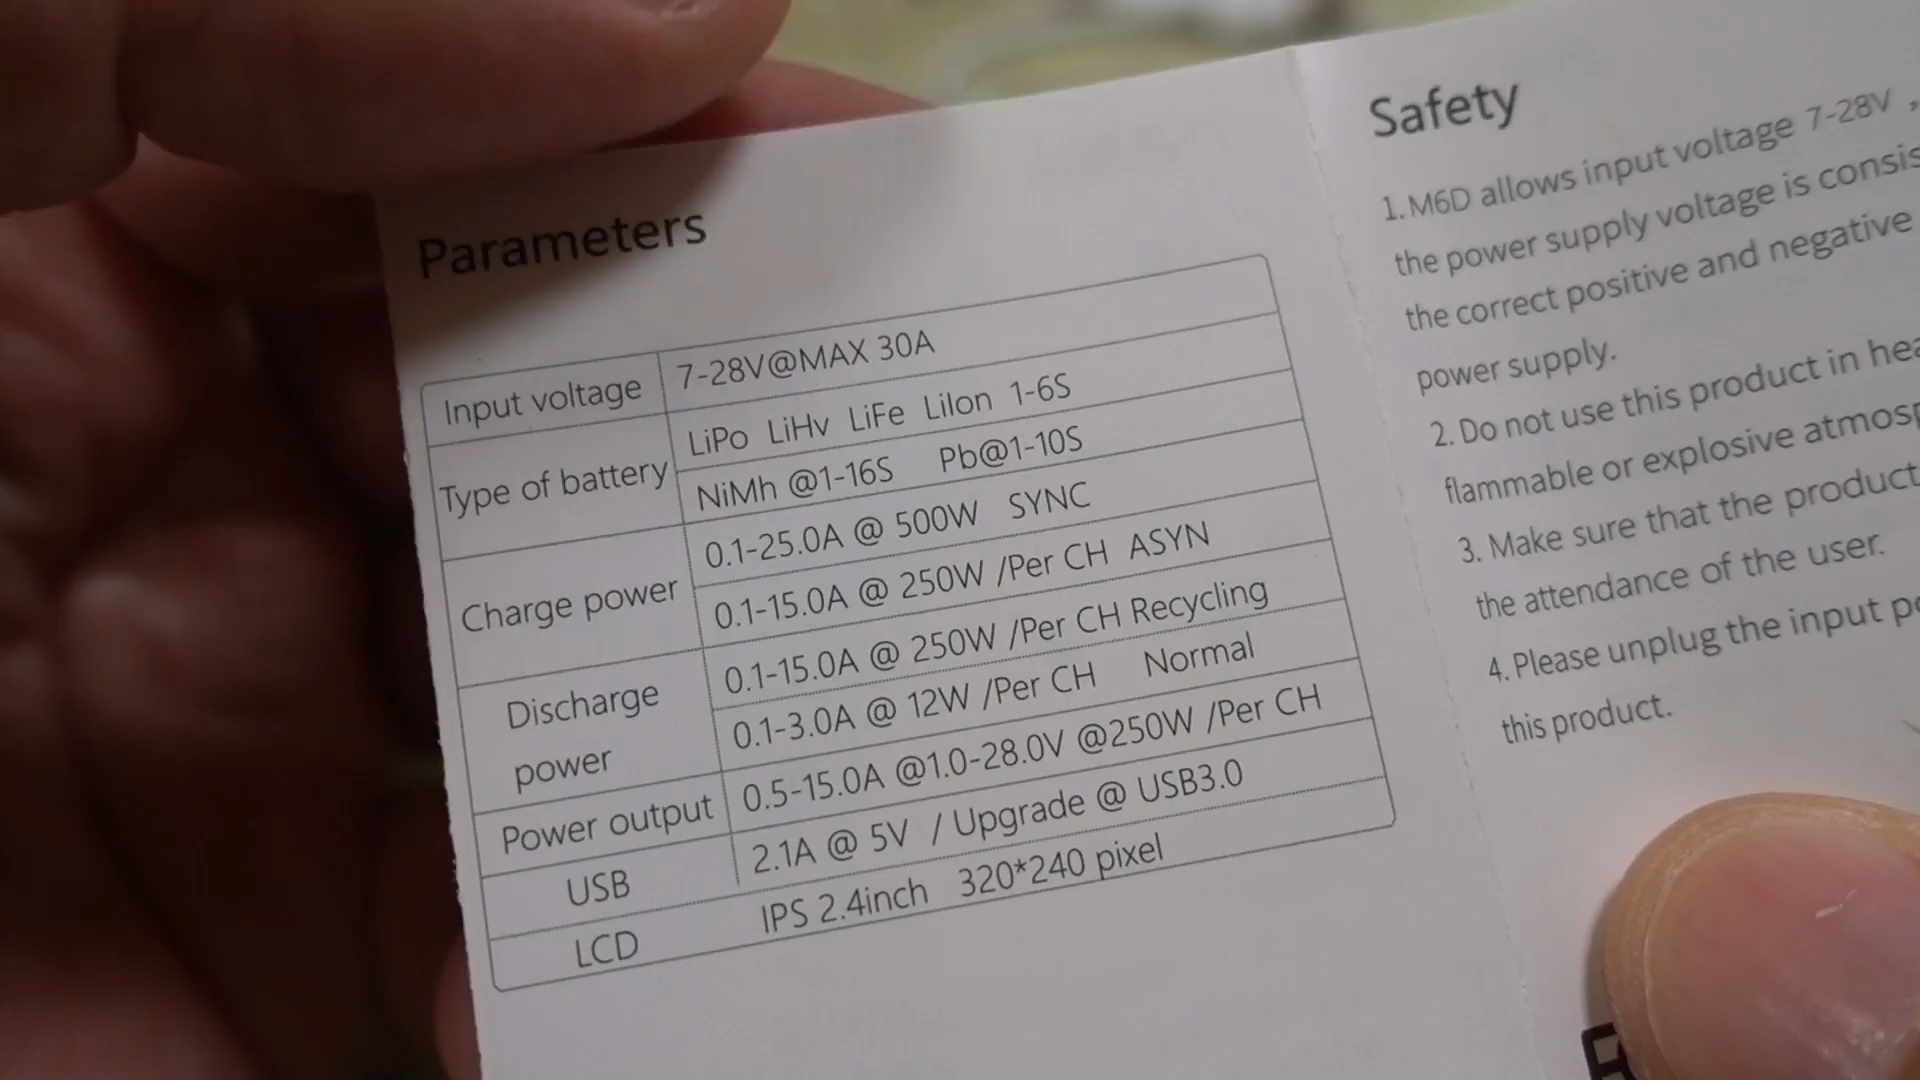 Parameters
Input voltage 7-28V@MAX 30A
Type of battery LiPo LiHv LiFe LiIon 1-6S
NiMh @1-16S Pb@1-10S
Charge power 0.1-25.0A @ 500W SYNC
0.1-15.0A @ 250W /Per CH ASYN
Discharge power 0.1-15.0A @ 250W /Per CH Recycling
0.1-3.0A @ 12W /Per CH Normal
Power output 0.5-15.0A @1.0-28.0V @250W /Per CH
USB 2.1A @ 5V / Upgrade @ USB3.0
LCD IPS 2.4inch 320*240 pixel
Safety
1.M6D allows input voltage 7-28V ,
the power supply voltage is
the correct positive and negative
power supply.
2. Do not use this product in
flammable or explosive
3. Make sure that the product
the attendance of the user.
4. Please unplug the input
this product.